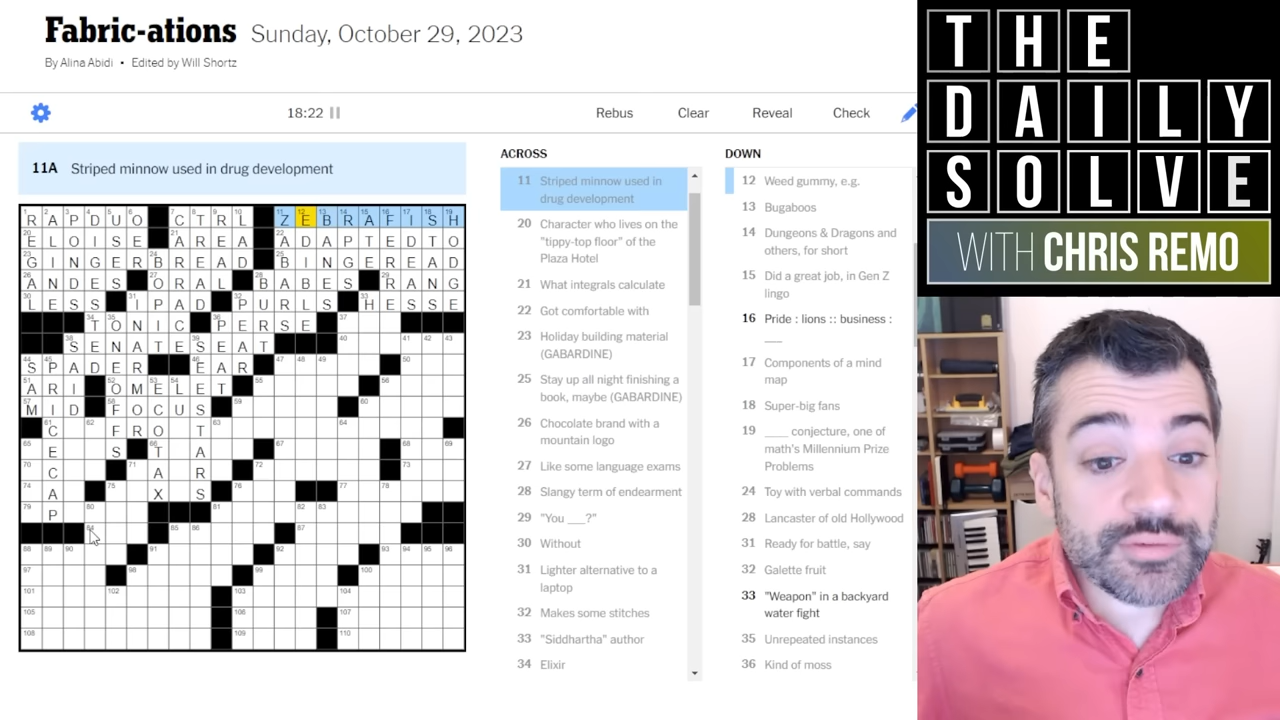 Fabric-ations Sunday, October 29, 2023
By Alina Abidi • Edited by Will Shortz
18:22
Rebus
Clear
Reveal
Check
11A Striped minnow used in drug development
RAPDUO CTRL ZEBRAFISH
ELOISE AREA ADAPTEDTO
GINGERBREAD BINGEREAD
ANDES ORAL BABES RANG
LESS IPAD PURLS HESSE
TONIC PERSE
SENATESEAT
SPADER EAR
ARI OMELET
MID FOCUS
C FRO T
E S T A
C A R
A X S
P
ACROSS
11 Striped minnow used in
drug development
20 Character who lives on the
"tippy-top floor" of the
Plaza Hotel
21 What integrals calculate
22 Got comfortable with
23 Holiday building material
(GABARDINE)
25 Stay up all night finishing a
book, maybe (GABARDINE)
26 Chocolate brand with a
mountain logo
27 Like some language exams
28 Slangy term of endearment
29 "You ___?"
30 Without
31 Lighter alternative to a
laptop
32 Makes some stitches
33 "Siddhartha" author
34 Elixir
DOWN
12 Weed gummy, e.g.
13 Bugaboos
14 Dungeons & Dragons and
others, for short
15 Did a great job, in Gen Z
lingo
16 Pride : lions :: business :
___
17 Components of a mind
map
18 Super-big fans
19 ____ conjecture, one of
math's Millennium Prize
Problems
24 Toy with verbal commands
28 Lancaster of old Hollywood
31 Ready for battle, say
32 Galette fruit
33 "Weapon" in a backyard
water fight
35 Unrepeated instances
36 Kind of moss
THE
DAILY
SOLVE
WITH CHRIS REMO